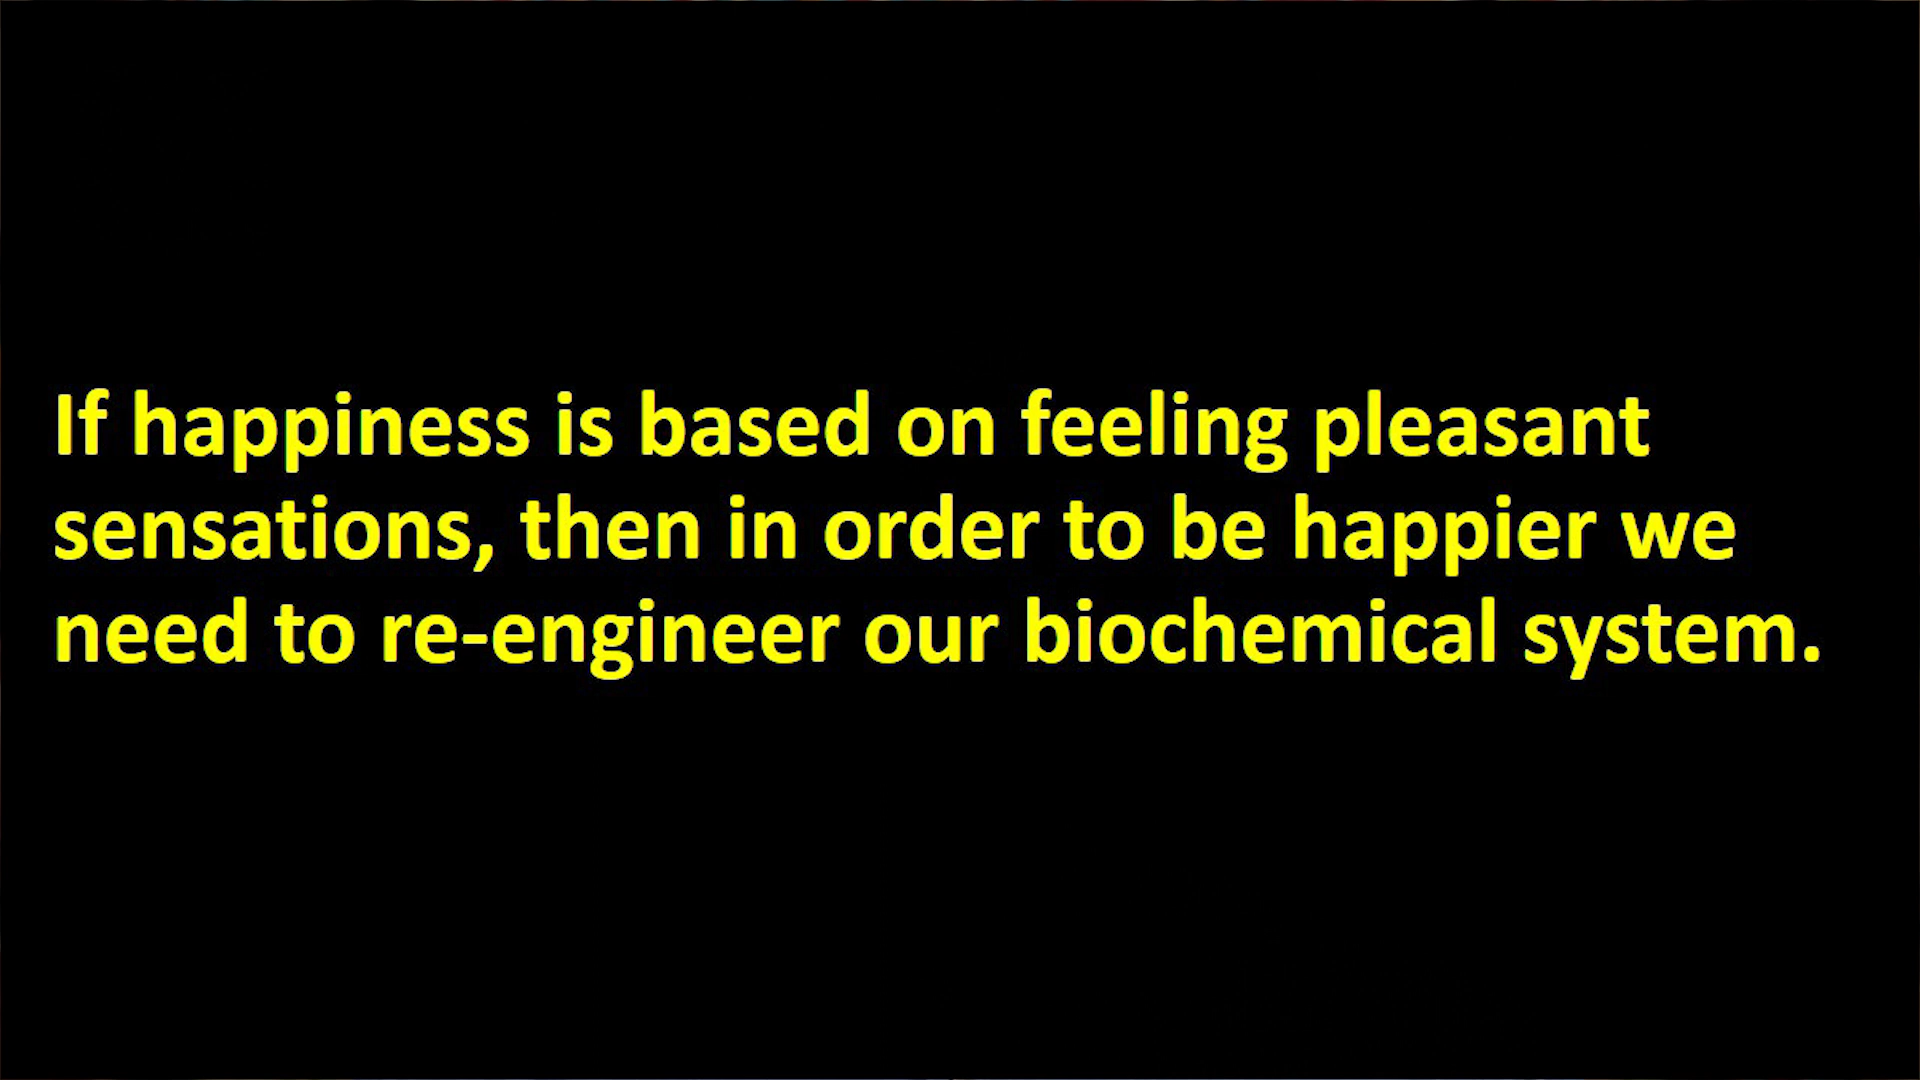 If happiness is based on feeling pleasant
sensations, then in order to be happier we
need to re-engineer our biochemical system.